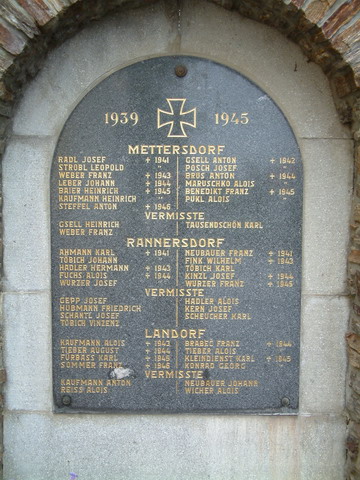 1939 1945
METTERSDORF
RADL JOSEF + 1941 GSELL ANTON + 1942
STROBL LEOPOLD " POSCH JOSEF "
WEBER FRANZ + 1943 BRUS ANTON + 1944
LEBER JOHANN + 1944 MARUSCHKO ALOIS "
BAIER HEINRICH + 1945 BENEDIKT FRANZ + 1945
KAUFMANN HEINRICH " PUKL ALOIS
STEFFEL ANTON + 1946
VERMISSTE
GSELL HEINRICH TAUSENDSCHÖN KARL
WEBER FRANZ
RANNERSDORF
AHMANN KARL + 1941 NEUBAUER FRANZ + 1941
TOBICH JOHANN " FINK WILHELM + 1943
HADLER HERMANN + 1943 TOBICH KARL "
FUCHS ALOIS + 1944 KINZL JOSEF + 1944
WURZER JOSEF " WURZER FRANZ + 1945
VERMISSTE
OEPP JOSEF HADLER ALOIS
HUBMANN FRIEDRICH KERN JOSEF
SCHANTL JOSEF SCHEUCHER KARL
TOBICH VINZENZ
LANDORF
KAUFMANN ALOIS + 1942 BRABEC FRANZ + 1944
TIEBER AUGUST + 1944 TIEBER ALOIS "
FÜRBASS KARL + 1945 KLEINDIENST KARL + 1945
SOMMER FRANZ + 1946 KONRAD GEORG
VERMISSTE
KAUFMANN ANTON NEUBAUER JOHANN
REISS ALOIS WICHER ALOIS